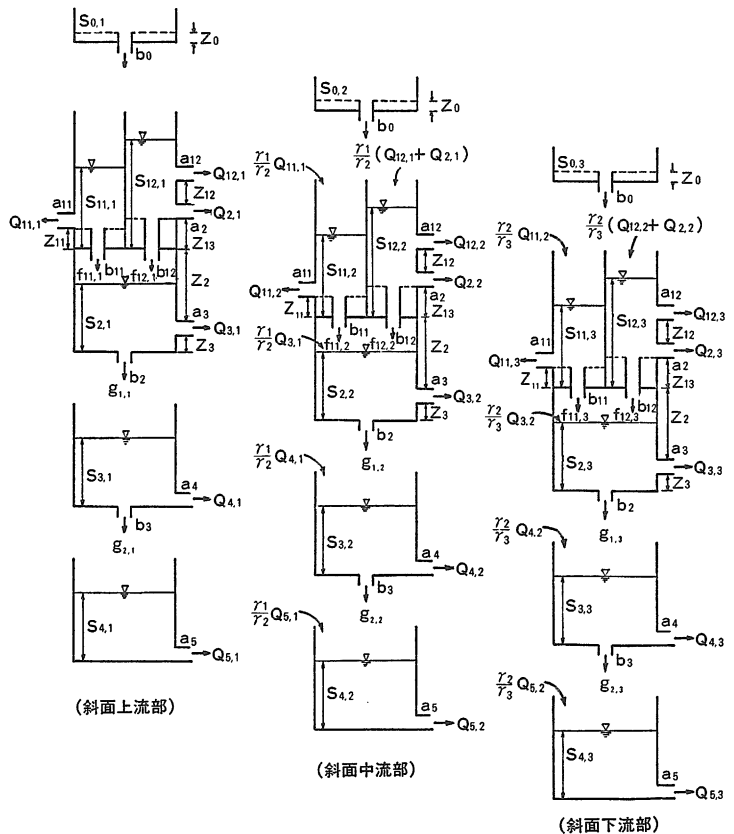 S0,1
Z0
b0
S11,1
S12,1
a12
Q12,1
Z12
a11
Q11,1
Q2,1
a2
Z11
Z13
b11
b12
f11,1
f12,1
Z2
S2,1
a3
Q3,1
Z3
b2
g1,1
S3,1
a4
Q4,1
b3
g2,1
S4,1
a5
Q5,1
(斜面上流部)
S0,2
Z0
b0
γ1/γ2 Q11,1
γ1/γ2 (Q12,1+Q2,1)
S11,2
S12,2
a12
Q12,2
Z12
a11
Q11,2
Q2,2
a2
Z11
Z13
b11
b12
γ1/γ2 Q3,1
f11,2
f12,2
Z2
S2,2
a3
Q3,2
Z3
b2
g1,2
γ1/γ2 Q4,1
S3,2
a4
Q4,2
b3
g2,2
γ1/γ2 Q5,1
S4,2
a5
Q5,2
(斜面中流部)
S0,3
Z0
b0
γ2/γ3 Q11,2
γ2/γ3 (Q12,2+Q2,2)
S11,3
S12,3
a12
Q12,3
Z12
a11
Q11,3
Q2,3
a2
Z11
Z13
b11
b12
γ2/γ3 Q3,2
f11,3
f12,3
Z2
S2,3
a3
Q3,3
Z3
b2
g1,3
γ2/γ3 Q4,2
S3,3
a4
Q4,3
b3
g2,3
γ2/γ3 Q5,2
S4,3
a5
Q5,3
(斜面下流部)